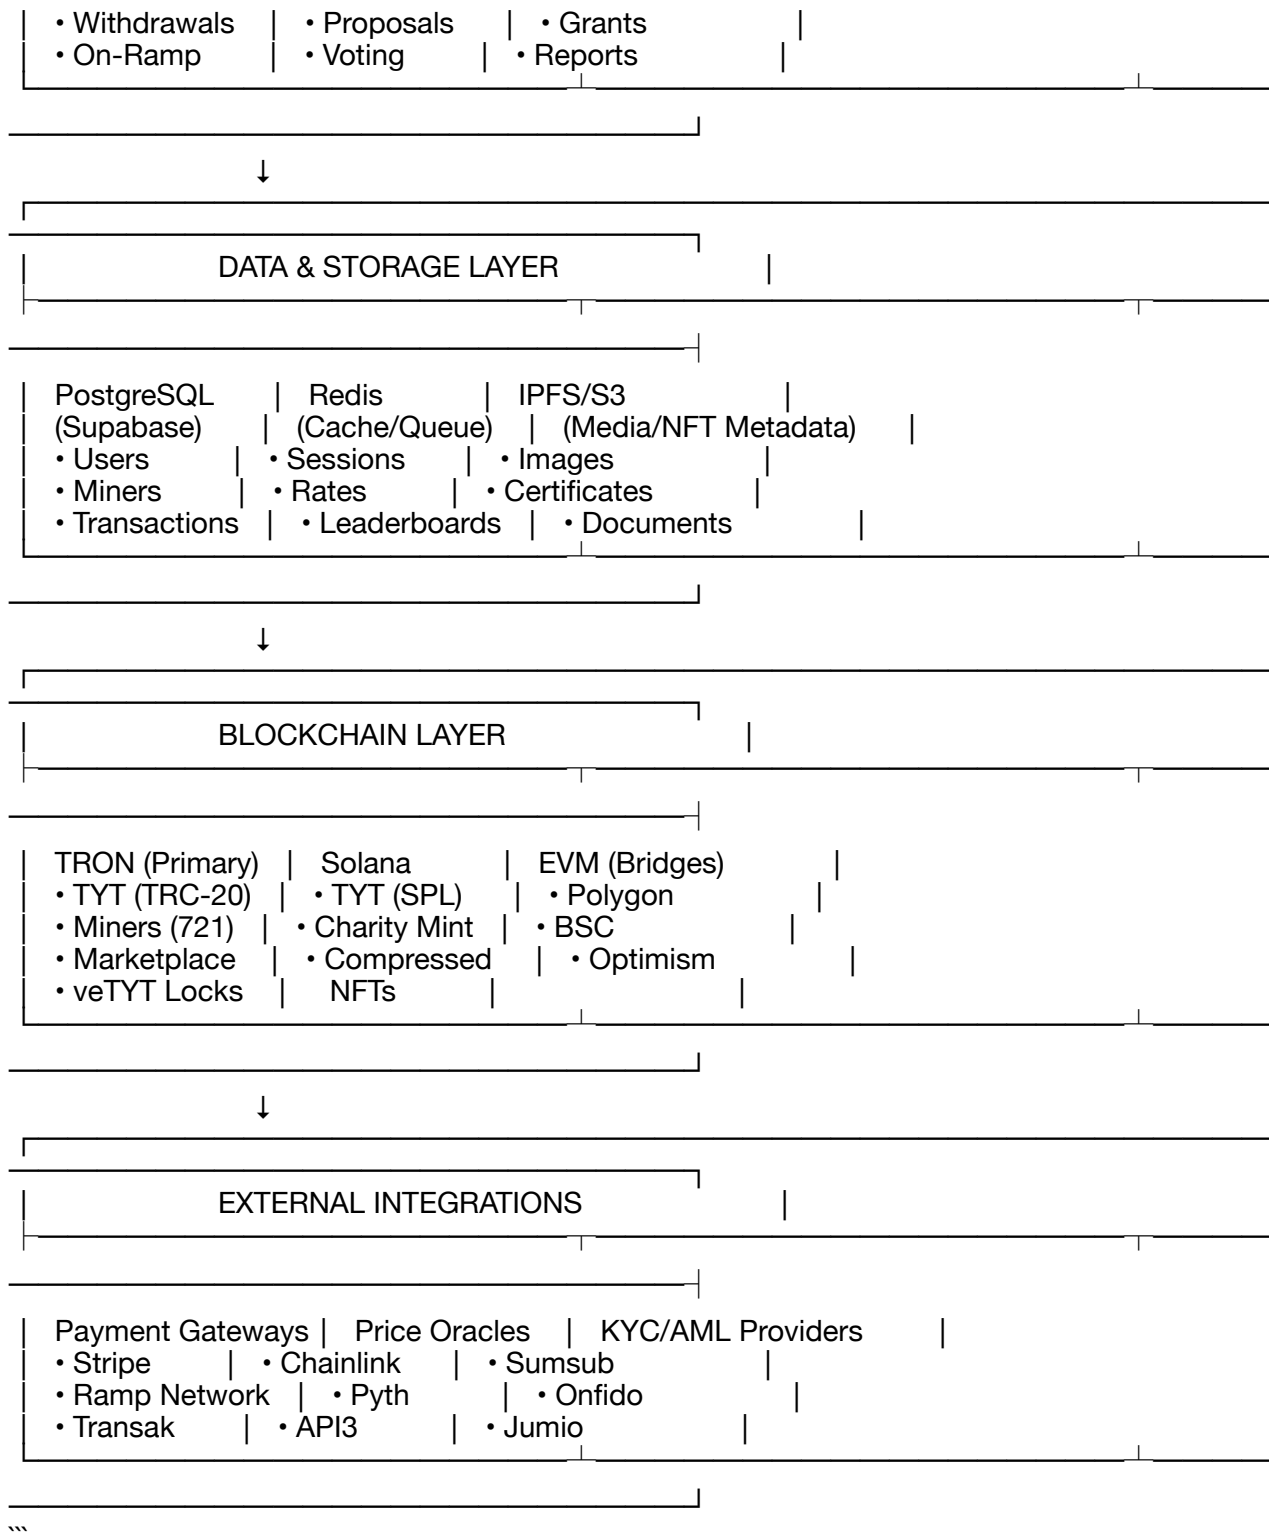 | • Withdrawals | • Proposals | • Grants |
| • On-Ramp | • Voting | • Reports |
└───────────────────┴───────────────────┴────
────────────────────────┘
↓
┌────────────────────────────────────────────
────────────────────────┐
| DATA & STORAGE LAYER |
├───────────────────┬───────────────────┬────
────────────────────────┤
| PostgreSQL | Redis | IPFS/S3 |
| (Supabase) | (Cache/Queue) | (Media/NFT Metadata) |
| • Users | • Sessions | • Images |
| • Miners | • Rates | • Certificates |
| • Transactions | • Leaderboards | • Documents |
└───────────────────┴───────────────────┴────
────────────────────────┘
↓
┌────────────────────────────────────────────
────────────────────────┐
| BLOCKCHAIN LAYER |
├───────────────────┬───────────────────┬────
────────────────────────┤
| TRON (Primary) | Solana | EVM (Bridges) |
| • TYT (TRC-20) | • TYT (SPL) | • Polygon |
| • Miners (721) | • Charity Mint | • BSC |
| • Marketplace | • Compressed | • Optimism |
| • veTYT Locks | NFTs | |
└───────────────────┴───────────────────┴────
────────────────────────┘
↓
┌────────────────────────────────────────────
────────────────────────┐
| EXTERNAL INTEGRATIONS |
├───────────────────┬───────────────────┬────
────────────────────────┤
| Payment Gateways | Price Oracles | KYC/AML Providers |
| • Stripe | • Chainlink | • Sumsub |
| • Ramp Network | • Pyth | • Onfido |
| • Transak | • API3 | • Jumio |
└───────────────────┴───────────────────┴────
────────────────────────┘
```